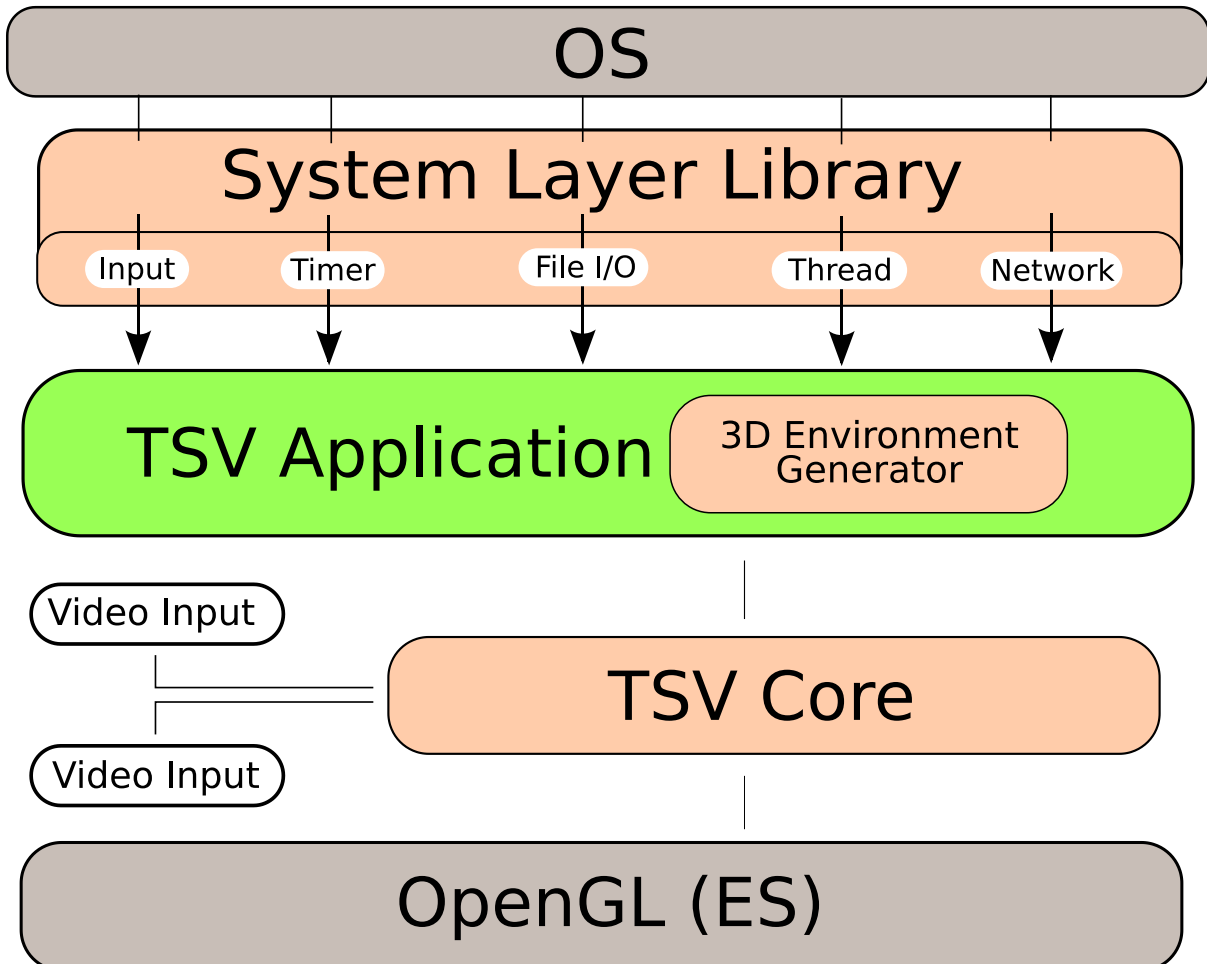 OS
System Layer Library
Input
Timer
File I/O
Thread
Network
TSV Application
3D Environment
Generator
Video Input
TSV Core
Video Input
OpenGL (ES)